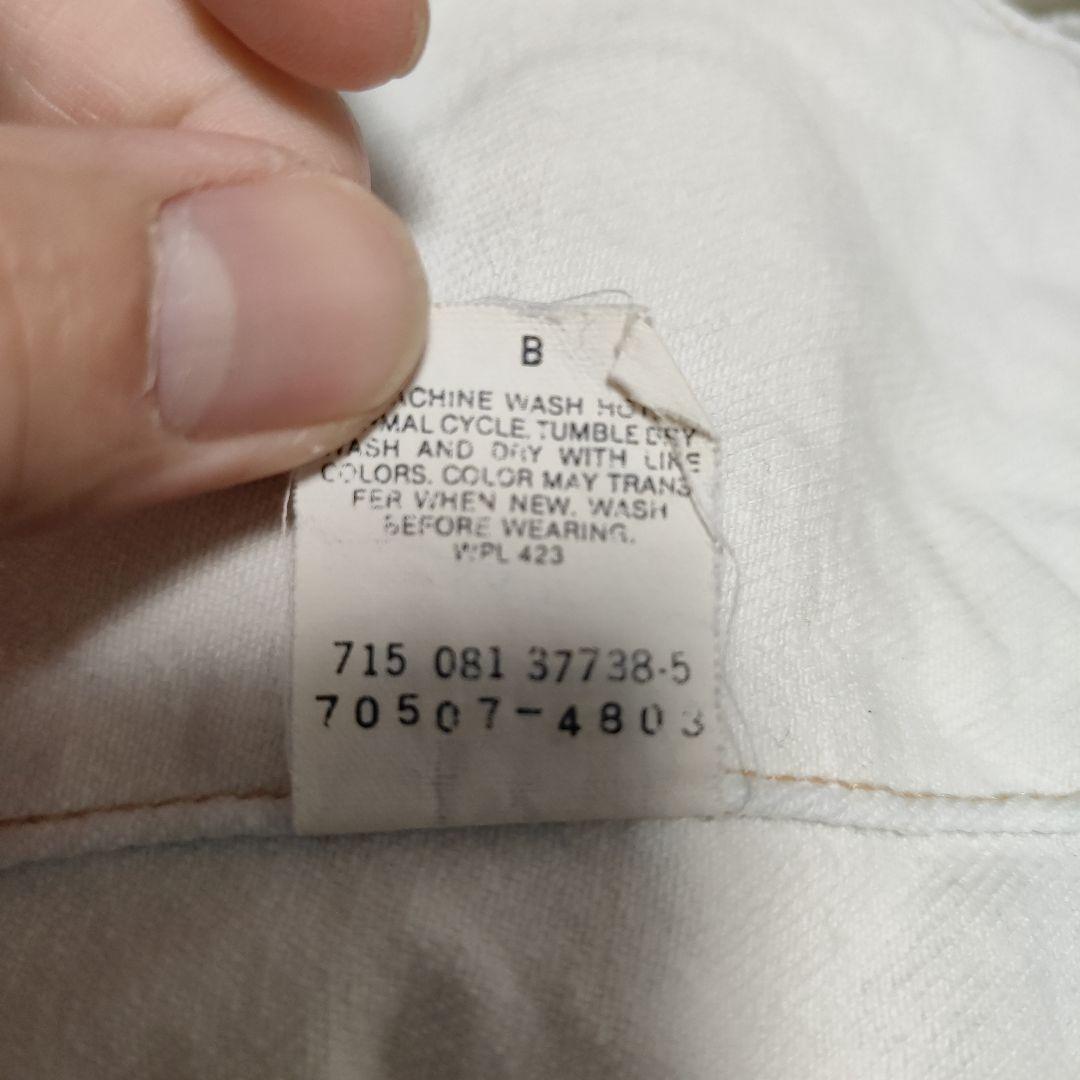 B
MACHINE WASH HOT
NORMAL CYCLE. TUMBLE DRY
WASH AND DRY WITH LIKE
COLORS. COLOR MAY TRANS
FER WHEN NEW. WASH
BEFORE WEARING.
WPL 423
715 081 37738-5
70507-4803